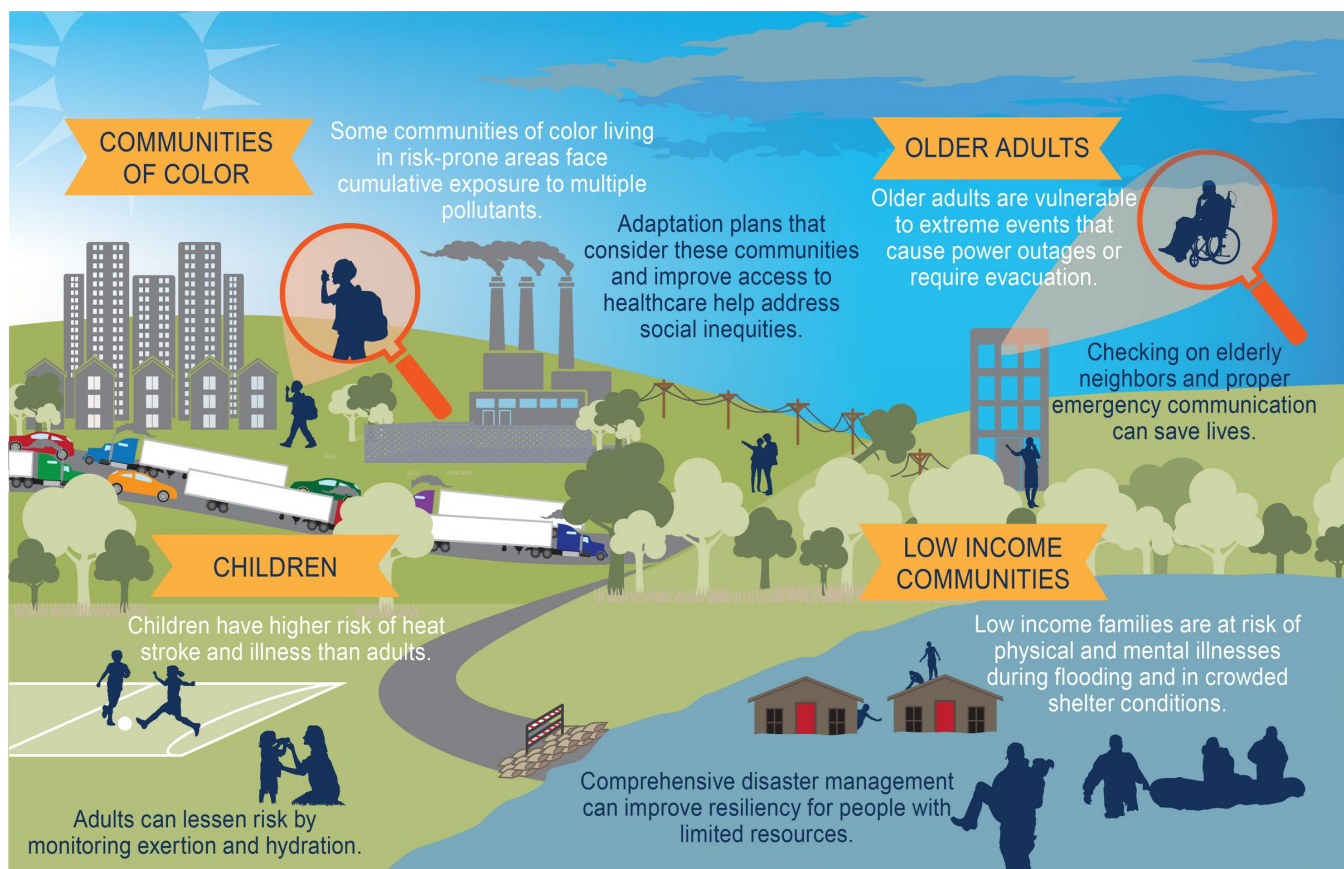 COMMUNITIES
OF COLOR
Some communities of color living
in risk-prone areas face
cumulative exposure to multiple
pollutants.
Adaptation plans that
consider these communities
and improve access to
healthcare help address
social inequities.
OLDER ADULTS
Older adults are vulnerable
to extreme events that
cause power outages or
require evacuation.
Checking on elderly
neighbors and proper
emergency communication
can save lives.
CHILDREN
Children have higher risk of heat
stroke and illness than adults.
Adults can lessen risk by
monitoring exertion and hydration.
LOW INCOME
COMMUNITIES
Low income families are at risk of
physical and mental illnesses
during flooding and in crowded
shelter conditions.
Comprehensive disaster management
can improve resiliency for people with
limited resources.